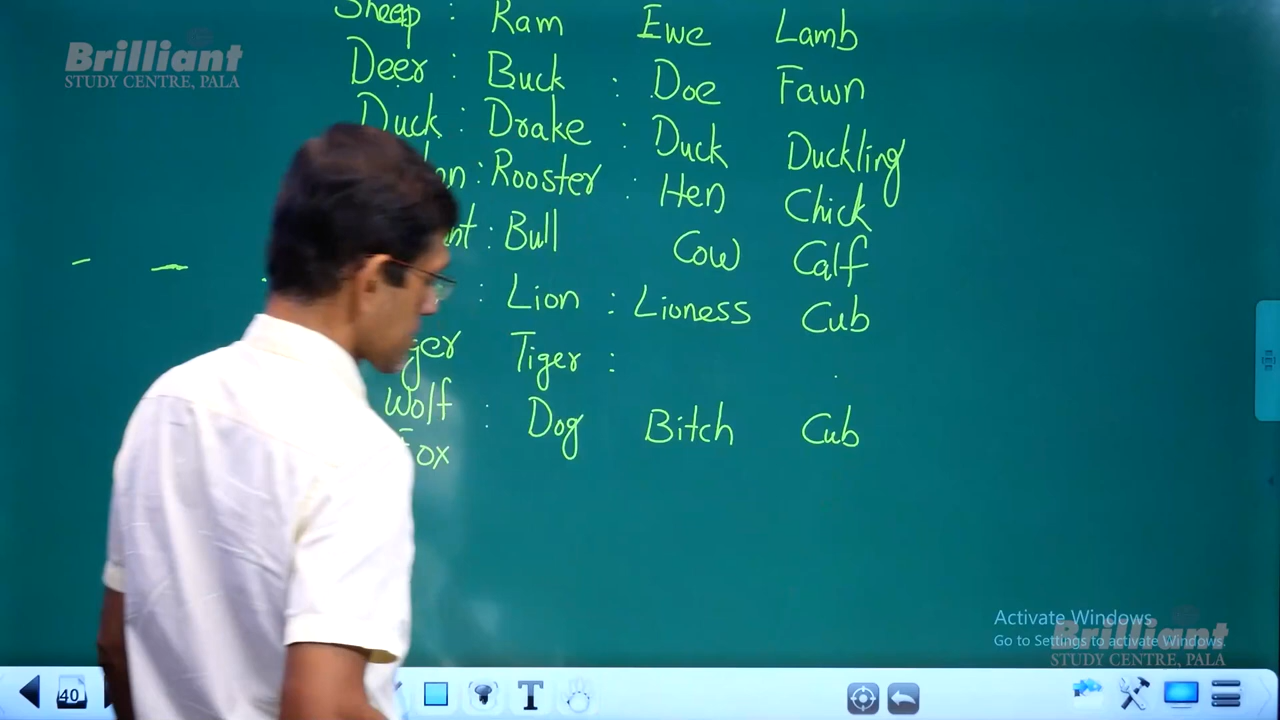 Sheep : Ram Ewe Lamb
Brilliant
STUDY CENTRE, PALA
Deer : Buck : Doe Fawn
Duck : Drake : Duck Duckling
: Rooster : Hen Chick
: Bull Cow Calf
: Lion : Lioness Cub
Tiger :
Wolf : Dog Bitch Cub
Fox
Activate Windows
Go to Settings to activate Windows.
Brilliant
STUDY CENTRE, PALA
40
T